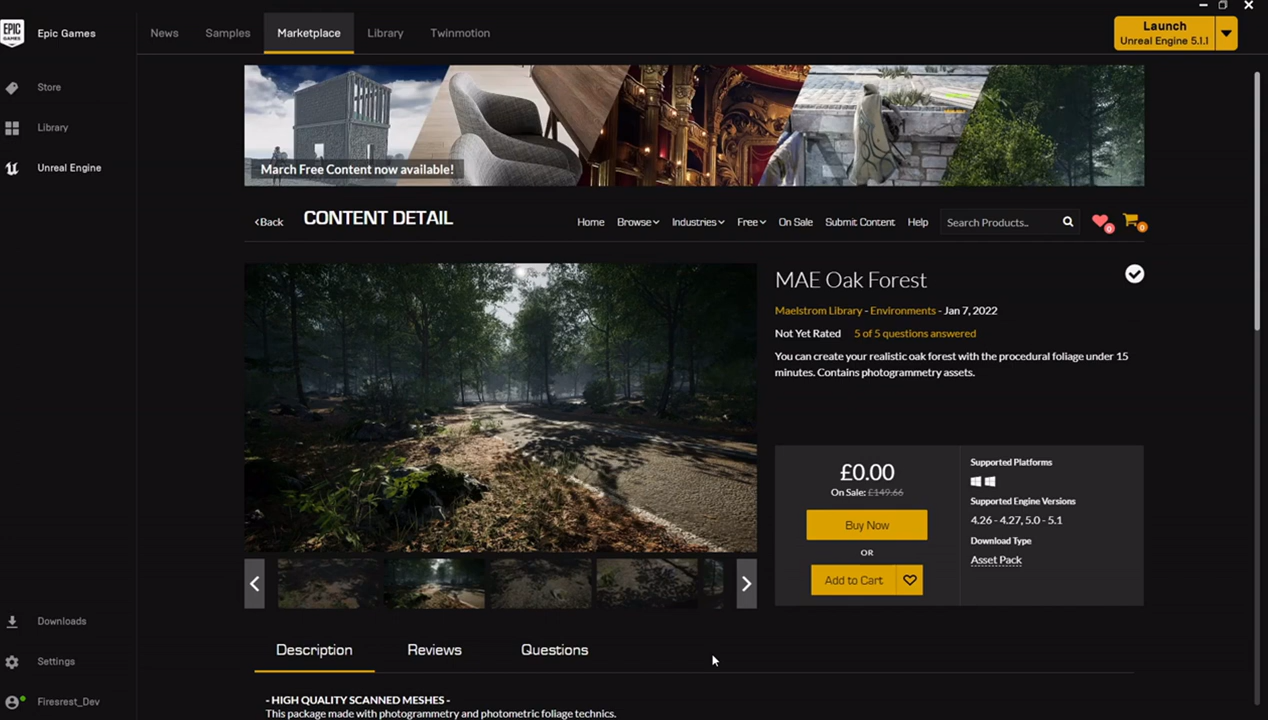 EPIC GAMES
Epic Games
Store
Library
Unreal Engine
Downloads
Settings
Firesrest_Dev
News
Samples
Marketplace
Library
Twinmotion
Launch
Unreal Engine 5.1.1
March Free Content now available!
Back
CONTENT DETAIL
Home
Browse
Industries
Free
On Sale
Submit Content
Help
Search Products..
0
0
MAE Oak Forest
Maelstrom Library - Environments - Jan 7, 2022
Not Yet Rated 5 of 5 questions answered
You can create your realistic oak forest with the procedural foliage under 15
minutes. Contains photogrammetry assets.
£0.00
On Sale: £149.66
Buy Now
OR
Add to Cart
Supported Platforms
Supported Engine Versions
4.26 - 4.27, 5.0 - 5.1
Download Type
Asset Pack
Description
Reviews
Questions
- HIGH QUALITY SCANNED MESHES -
This package made with photogrammetry and photometric foliage technics.